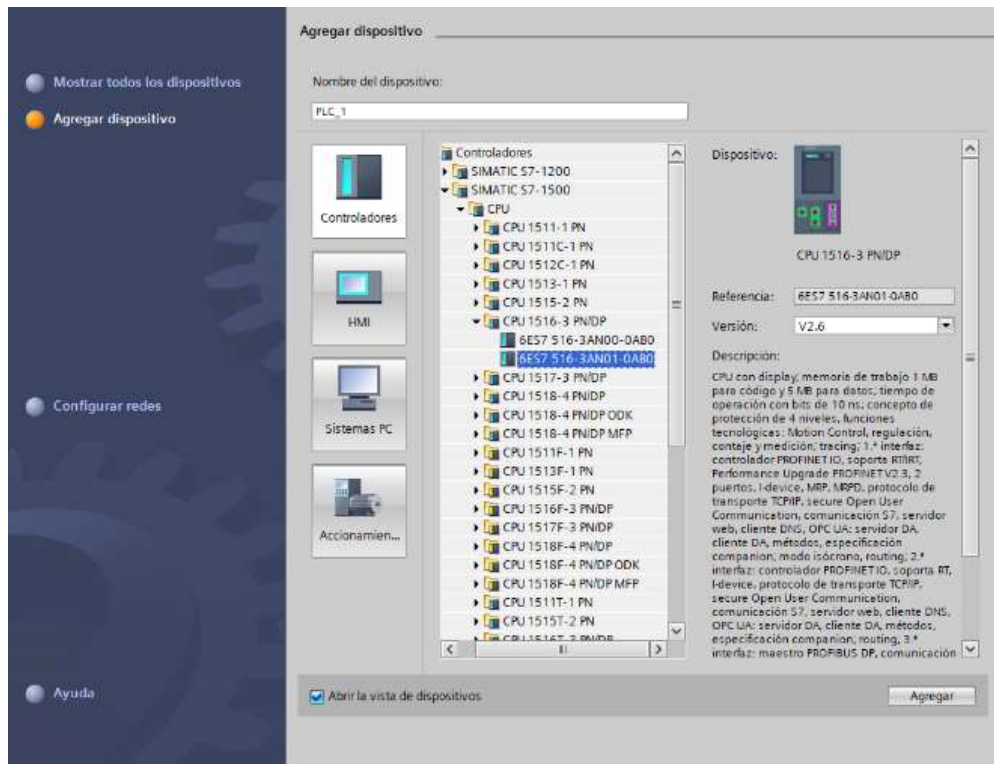 Agregar dispositivo
Mostrar todos los dispositivos
Agregar dispositivo
Configurar redes
Ayuda
Nombre del dispositivo:
PLC_1
Controladores
HMI
Sistemas PC
Accionamien...
Controladores
SIMATIC S7-1200
SIMATIC S7-1500
CPU
CPU 1511-1 PN
CPU 1511C-1 PN
CPU 1512C-1 PN
CPU 1513-1 PN
CPU 1515-2 PN
CPU 1516-3 PN/DP
6ES7 516-3AN00-0AB0
6ES7 516-3AN01-0AB0
CPU 1517-3 PN/DP
CPU 1518-4 PN/DP
CPU 1518-4 PN/DP ODK
CPU 1518-4 PN/DP MFP
CPU 1511F-1 PN
CPU 1513F-1 PN
CPU 1515F-2 PN
CPU 1516F-3 PN/DP
CPU 1517F-3 PN/DP
CPU 1518F-4 PN/DP
CPU 1518F-4 PN/DP ODK
CPU 1518F-4 PN/DP MFP
CPU 1511T-1 PN
CPU 1515T-2 PN
CPU 1516T-3 PN/DP
Dispositivo:
CPU 1516-3 PN/DP
Referencia: 6ES7 516-3AN01-0AB0
Versión: V2.6
Descripción:
CPU con display; memoria de trabajo 1 MB
para código y 5 MB para datos; tiempo de
operación con bits de 10 ns; concepto de
protección de 4 niveles, funciones
tecnológicas: Motion Control, regulación,
contaje y medición; tracing; 1.ª interfaz:
controlador PROFINET IO, soporta RT/IRT,
Performance Upgrade PROFINET V2.3, 2
puertos, I-device, MRP, MRPD, protocolo de
transporte TCP/IP, secure Open User
Communication, comunicación S7, servidor
web, cliente DNS, OPC UA: servidor DA,
cliente DA, métodos, especificación
companion; modo isócrono, routing; 2.ª
interfaz: controlador PROFINET IO, soporta RT,
I-device, protocolo de transporte TCP/IP,
secure Open User Communication,
comunicación S7, servidor web, cliente DNS,
OPC UA: servidor DA, cliente DA, métodos,
especificación companion; routing; 3.ª
interfaz: maestro PROFIBUS DP, comunicación
Abrir la vista de dispositivos
Agregar